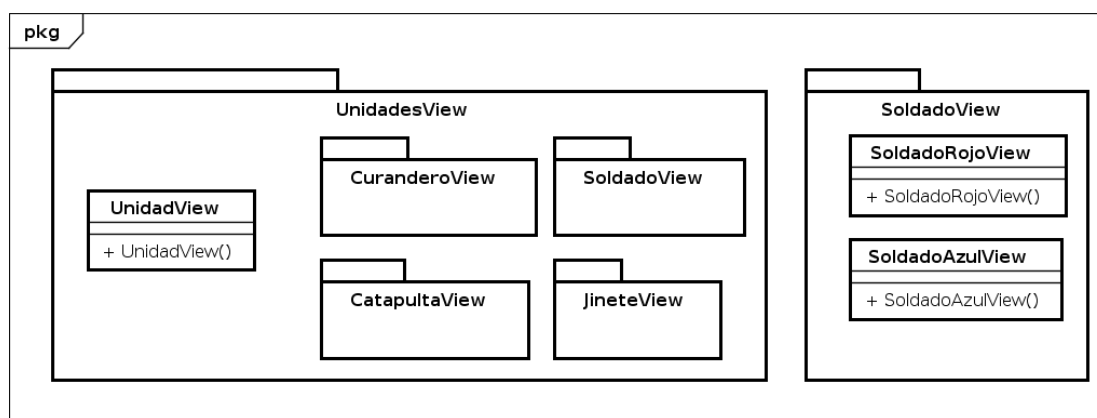 pkg
UnidadesView
UnidadView
+ UnidadView()
CuranderoView
SoldadoView
CatapultaView
JineteView
SoldadoView
SoldadoRojoView
+ SoldadoRojoView()
SoldadoAzulView
+ SoldadoAzulView()